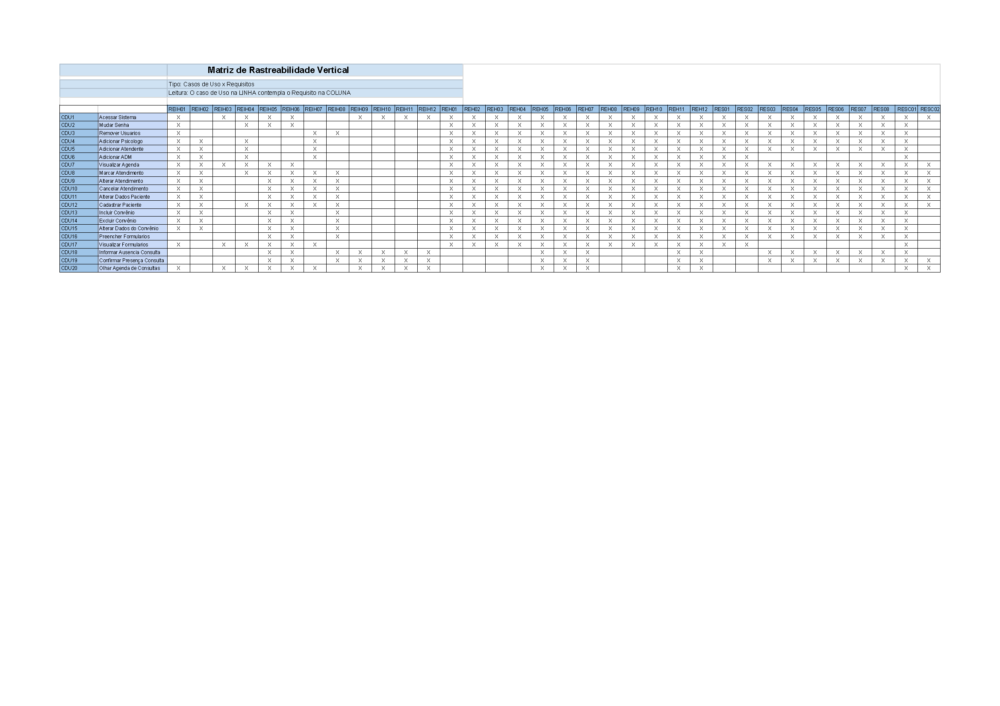 Matriz de Rastreabilidade Vertical
Tipo: Casos de Uso x Requisitos
Leitura: O caso de Uso na LINHA contempla o Requisito na COLUNA
REIH01 REIH02 REIH03 REIH04 REIH05 REIH06 REIH07 REIH08 REIH09 REIH10 REIH11 REIH12 REH01 REH02 REH03 REH04 REH05 REH06 REH07 REH08 REH09 REH10 REH11 REH12 RES01 RES02 RES03 RES04 RES05 RES06 RES07 RES08 RESC01 RESC02
CDU1 Acessar Sistema X X X X X X X X X X X X X X X X X X X X X X X X X X X X X X X
CDU2 Mudar Senha X X X X X X X X X X X X X X X X X X X X X X X X X
CDU3 Remover Usuarios X X X X X X X X X X X X X X X X X X X X X X X X
CDU4 Adicionar Psicologo X X X X X X X X X X X X X X X X X X X X X X X X X
CDU5 Adicionar Atendente X X X X X X X X X X X X X X X X X X X X X X X X X
CDU6 Adicionar ADM X X X X X X X X X X X X X X X X X X X
CDU7 Visualizar Agenda X X X X X X X X X X X X X X X X X X X X X X X X X X X X
CDU8 Marcar Atendimento X X X X X X X X X X X X X X X X X X X X X X X X X X X X X
CDU9 Alterar Atendimento X X X X X X X X X X X X X X X X X X X X X X X X X X X X
CDU10 Cancelar Atendimento X X X X X X X X X X X X X X X X X X X X X X X X X X X X
CDU11 Alterar Dados Paciente X X X X X X X X X X X X X X X X X X X X X X X X X X X X
CDU12 Cadastrar Paciente X X X X X X X X X X X X X X X X X X X X X X X X X X X X X
CDU13 Incluir Convênio X X X X X X X X X X X X X X X X X X X X X X X X X X
CDU14 Excluir Convênio X X X X X X X X X X X X X X X X X X X X X X X X X X
CDU15 Alterar Dados do Convênio X X X X X X X X X X X X X X X X X X X X X X X X X X
CDU16 Preencher Formularios X X X X X X X X X X X X X X X X X X X X X X X X
CDU17 Visualizar Formularios X X X X X X X X X X X X X X X X X X X X X
CDU18 Informar Ausencia Consulta X X X X X X X X X X X X X X X X X X X
CDU19 Confirmar Presença Consulta X X X X X X X X X X X X X X X X X X X X
CDU20 Olhar Agenda de Consultas X X X X X X X X X X X X X X X X X